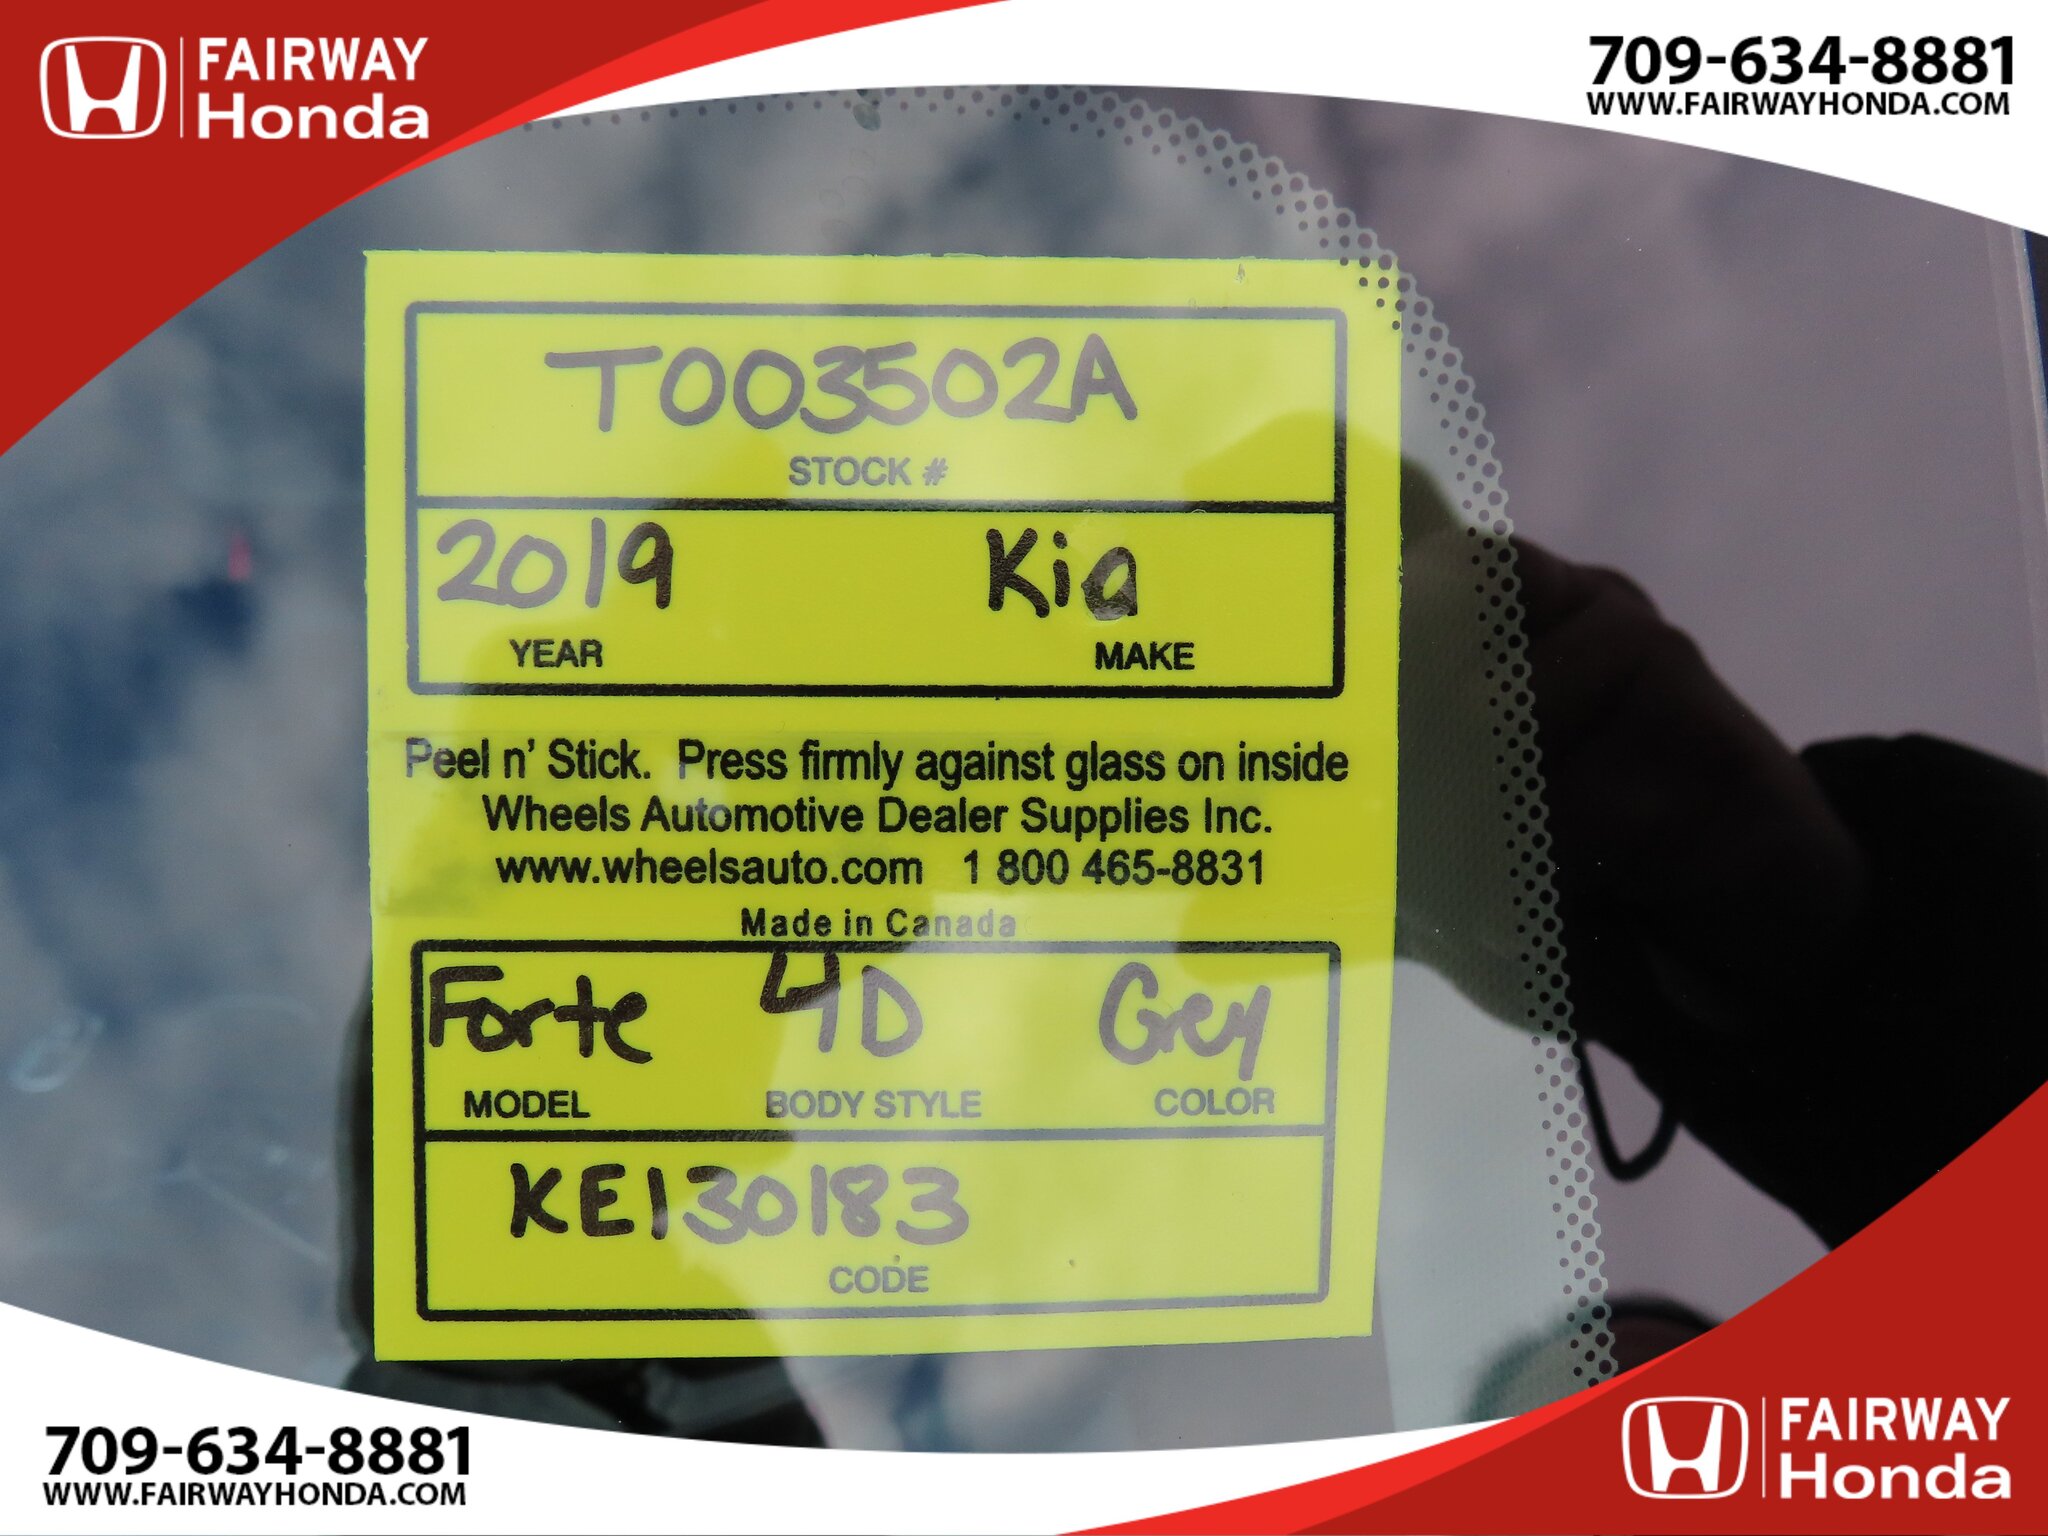 FAIRWAY
Honda
709-634-8881
WWW.FAIRWAYHONDA.COM
T003502A
STOCK #
2019 Kia
YEAR MAKE
Peel n' Stick. Press firmly against glass on inside
Wheels Automotive Dealer Supplies Inc.
www.wheelsauto.com 1 800 465-8831
Made in Canada
Forte 4D Grey
MODEL BODY STYLE COLOR
KE130183
CODE
709-634-8881
WWW.FAIRWAYHONDA.COM
FAIRWAY
Honda